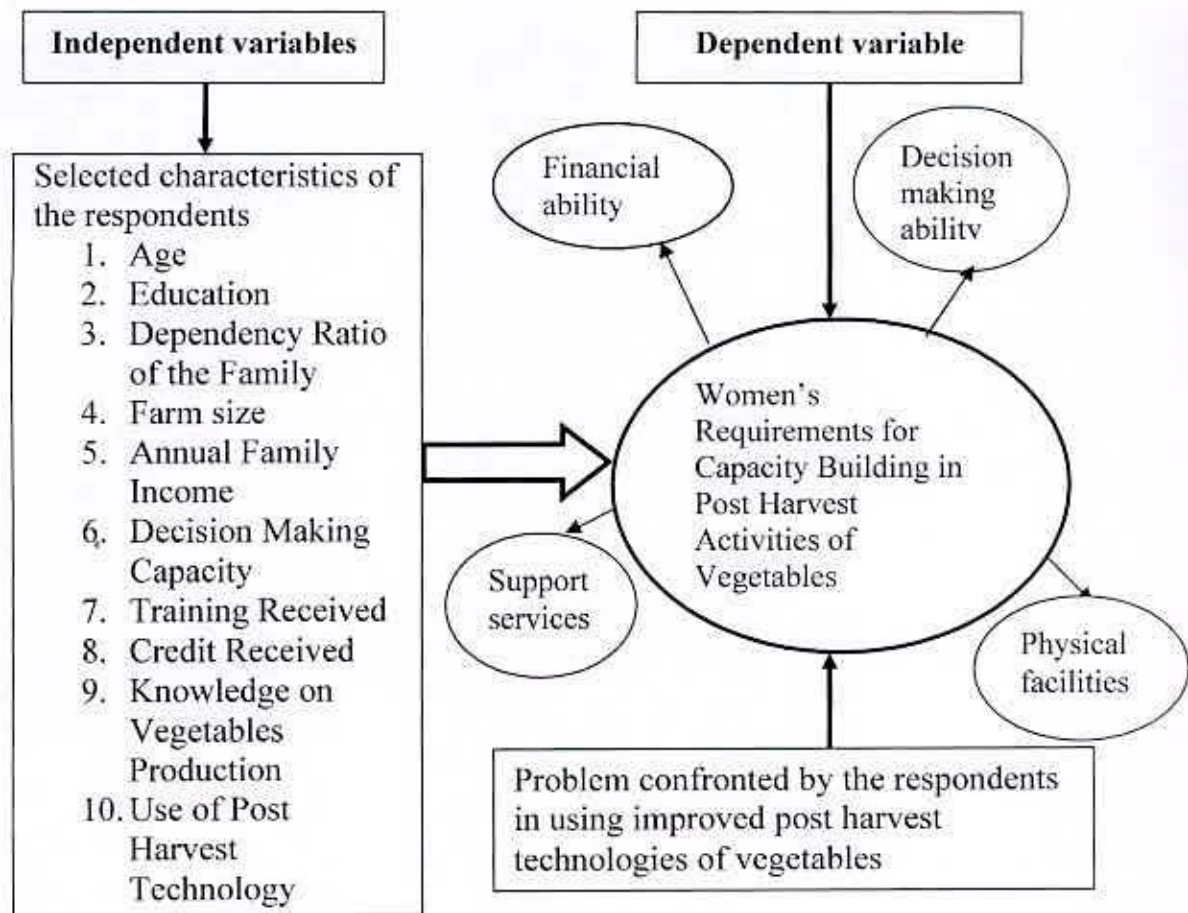 Independent variables
Selected characteristics of
the respondents
1. Age
2. Education
3. Dependency Ratio
of the Family
4. Farm size
5. Annual Family
Income
6. Decision Making
Capacity
7. Training Received
8. Credit Received
9. Knowledge on
Vegetables
Production
10. Use of Post
Harvest
Technology
Dependent variable
Financial
ability
Decision
making
ability
Women's
Requirements for
Capacity Building in
Post Harvest
Activities of
Vegetables
Support
services
Physical
facilities
Problem confronted by the respondents
in using improved post harvest
technologies of vegetables